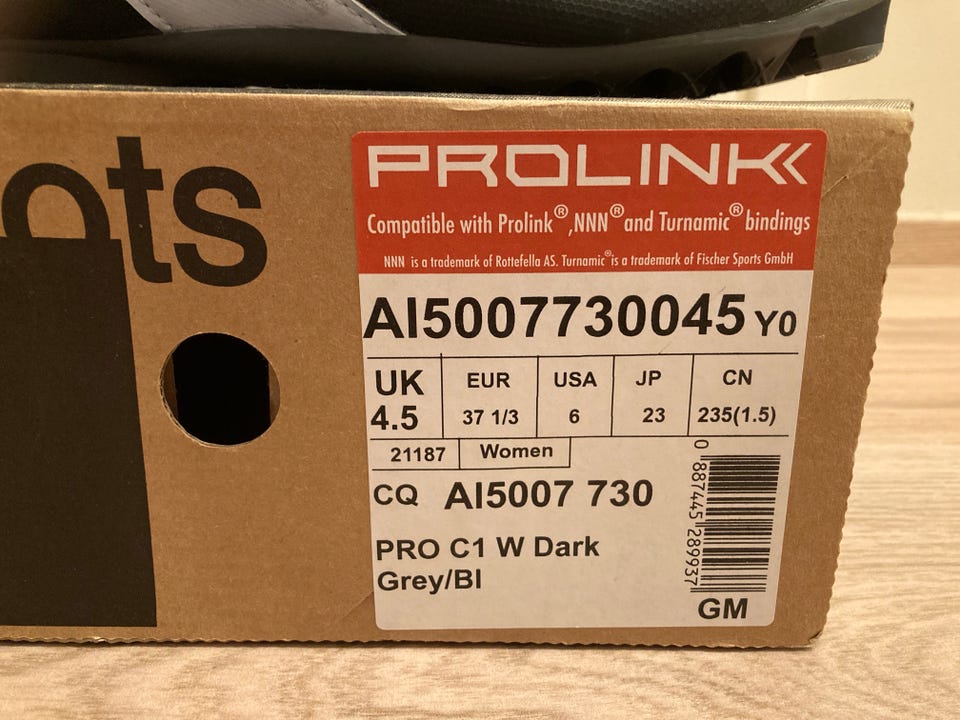 ots
PROLINK
Compatible with Prolink®,NNN® and Turnamic® bindings
NNN is a trademark of Rottefella AS. Turnamic® is a trademark of Fischer Sports GmbH
AI5007730045 Y0
UK EUR USA JP CN
4.5 37 1/3 6 23 235(1.5)
21187 Women
CQ AI5007 730
PRO C1 W Dark
Grey/Bl
0 887445 289937
GM